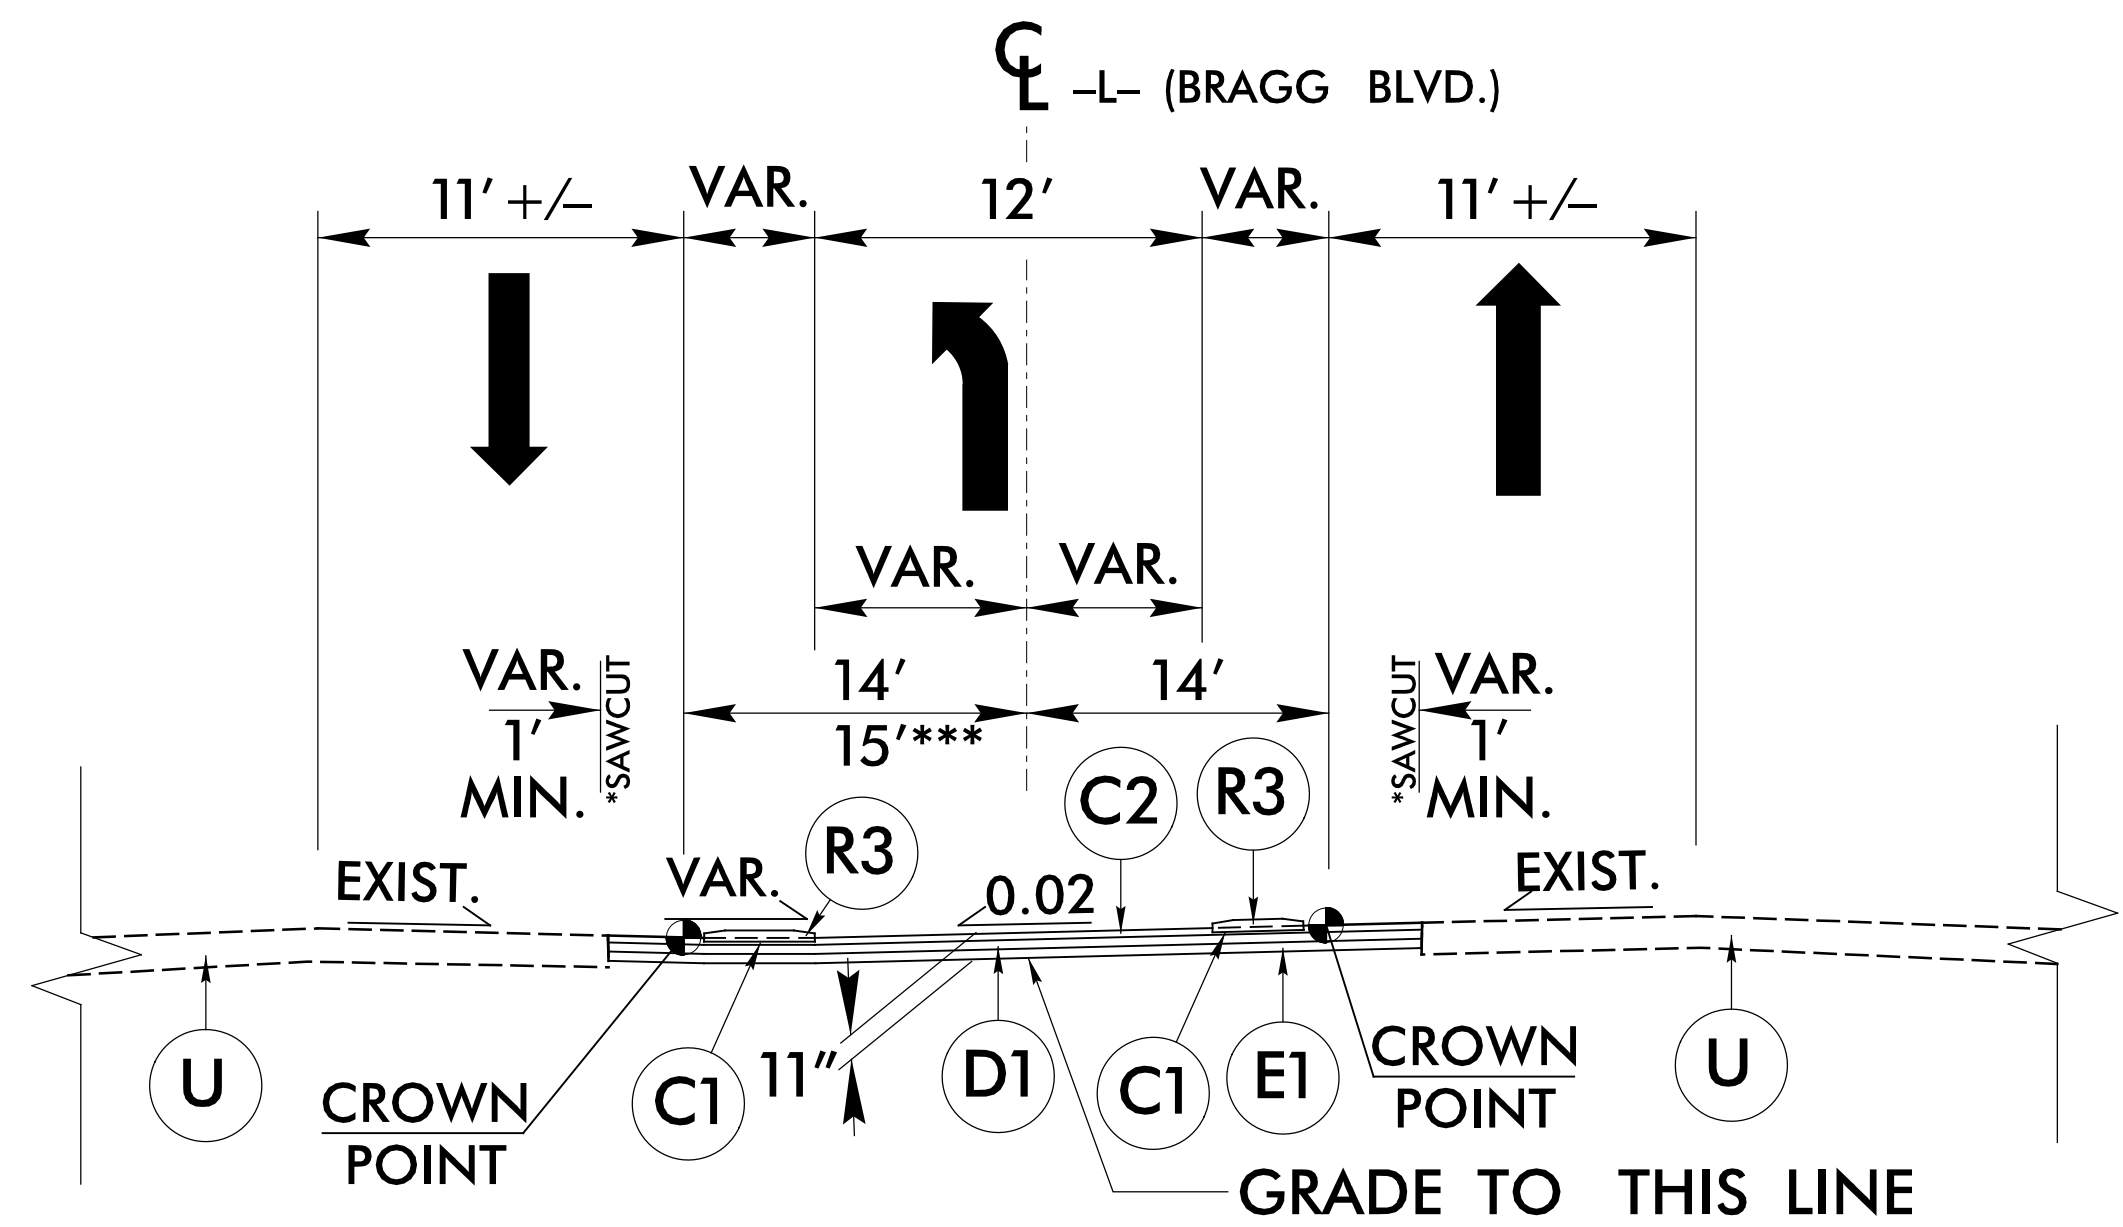 CL -L- (BRAGG BLVD.)
11' +/-
VAR.
12'
VAR.
11' +/-
VAR.
VAR.
VAR.
1'
MIN.
*SAWCUT
14'
15'***
14'
*SAWCUT
VAR.
1'
MIN.
EXIST.
VAR.
R3
0.02
C2
R3
EXIST.
U
CROWN
POINT
C1
11"
D1
C1
E1
CROWN
POINT
U
GRADE TO THIS LINE